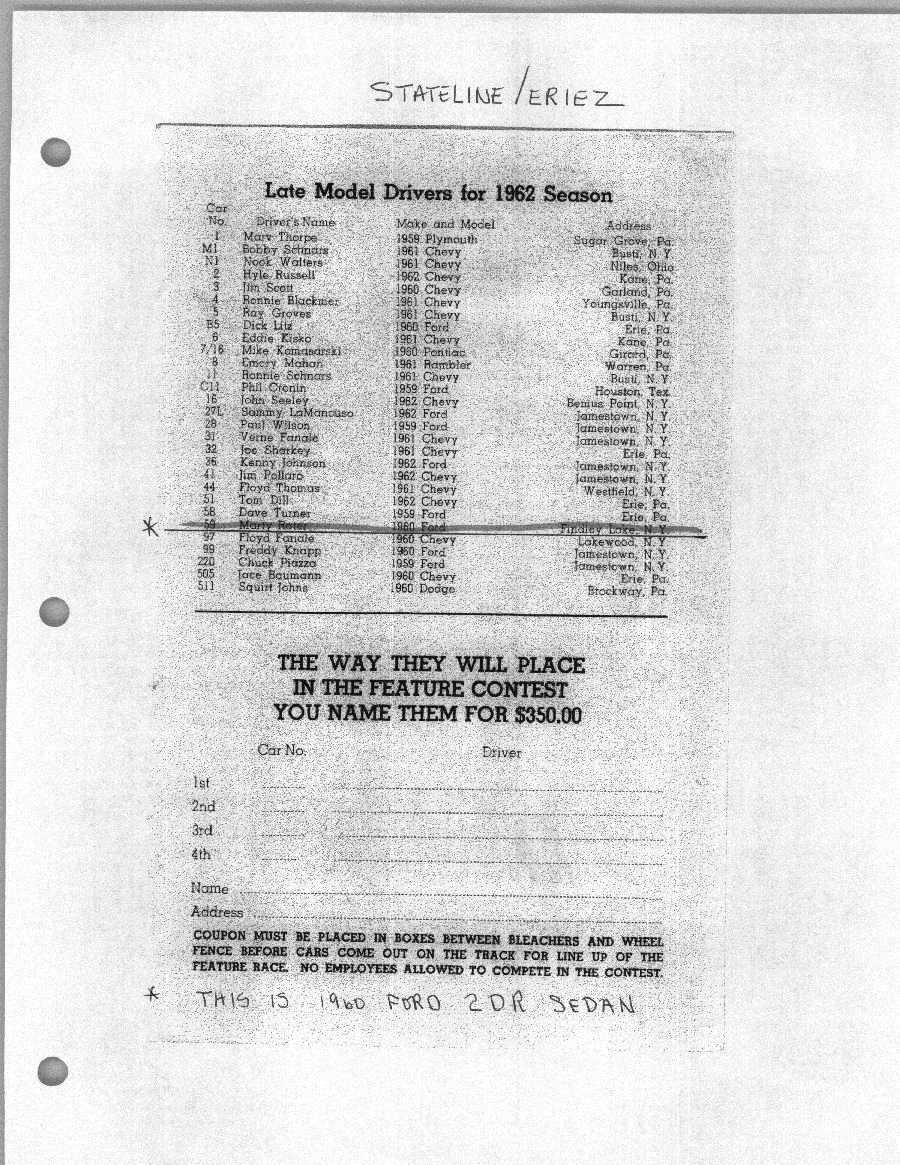 STATELINE/ERIEZ
Late Model Drivers for 1962 Season
Car
No. Driver's Name Make and Model Address
1 Marv Thorpe 1959 Plymouth Sugar Grove, Pa.
M1 Bobby Schnars 1961 Chevy Busti, N. Y.
N1 Nook Walters 1961 Chevy Niles, Ohio
2 Hyle Russell 1962 Chevy Kane, Pa.
3 Jim Scott 1960 Chevy Garland, Pa.
4 Ronnie Blackmer 1961 Chevy Youngsville, Pa.
5 Ray Groves 1961 Chevy Busti, N. Y.
B5 Dick Litz 1960 Ford Erie, Pa.
6 Eddie Kisko 1961 Chevy Kane, Pa.
7/16 Mike Komasarski 1960 Pontiac Girard, Pa.
8 Emory Mahan 1961 Rambler Warren, Pa.
11 Ronnie Schnars 1961 Chevy Busti, N. Y.
C11 Phil Cronin 1959 Ford Houston, Tex.
16 John Seeley 1962 Chevy Bemus Point, N. Y.
27L Sammy LaMancuso 1962 Ford Jamestown, N. Y.
28 Paul Wilson 1959 Ford Jamestown, N. Y.
31 Verne Fanale 1961 Chevy Jamestown, N. Y.
32 Joe Sharkey 1961 Chevy Erie, Pa.
36 Kenny Johnson 1962 Ford Jamestown, N. Y.
41 Jim Pollaro 1962 Chevy Jamestown, N. Y.
44 Floyd Thomas 1961 Chevy Westfield, N. Y.
51 Tom Dill 1962 Chevy Erie, Pa.
58 Dave Turner 1959 Ford Erie, Pa.
* 59 Marty Rater 1960 Ford Findley Lake, N. Y.
97 Floyd Fanale 1960 Chevy Lakewood, N. Y.
99 Freddy Knapp 1960 Ford Jamestown, N. Y.
220 Chuck Piazza 1959 Ford Jamestown, N. Y.
505 Jace Baumann 1960 Chevy Erie, Pa.
511 Squirt Johns 1960 Dodge Brockway, Pa.
THE WAY THEY WILL PLACE
IN THE FEATURE CONTEST
YOU NAME THEM FOR $350.00
Car No. Driver
1st
2nd
3rd
4th
Name
Address
COUPON MUST BE PLACED IN BOXES BETWEEN BLEACHERS AND WHEEL
FENCE BEFORE CARS COME OUT ON THE TRACK FOR LINE UP OF THE
FEATURE RACE. NO EMPLOYEES ALLOWED TO COMPETE IN THE CONTEST.
* THIS IS 1960 FORD 2DR SEDAN